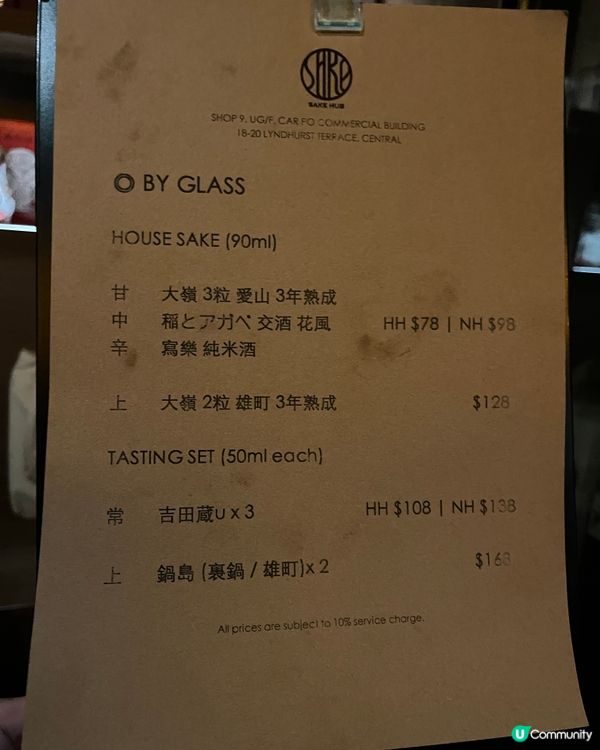 SAKE
SAKE HUB
SHOP 9, UG/F, CAR PO COMMERCIAL BUILDING
18-20 LYNDHURST TERRACE, CENTRAL
◎ BY GLASS
HOUSE SAKE (90ml)
甘 大嶺 3粒 愛山 3年熟成
中 稲とアガベ 交酒 花風 HH $78 | NH $98
辛 寫樂 純米酒
上 大嶺 2粒 雄町 3年熟成 $128
TASTING SET (50ml each)
常 吉田蔵u x 3 HH $108 | NH $138
上 鍋島 (裏鍋 / 雄町)x 2 $168
All prices are subject to 10% service charge.
U Community